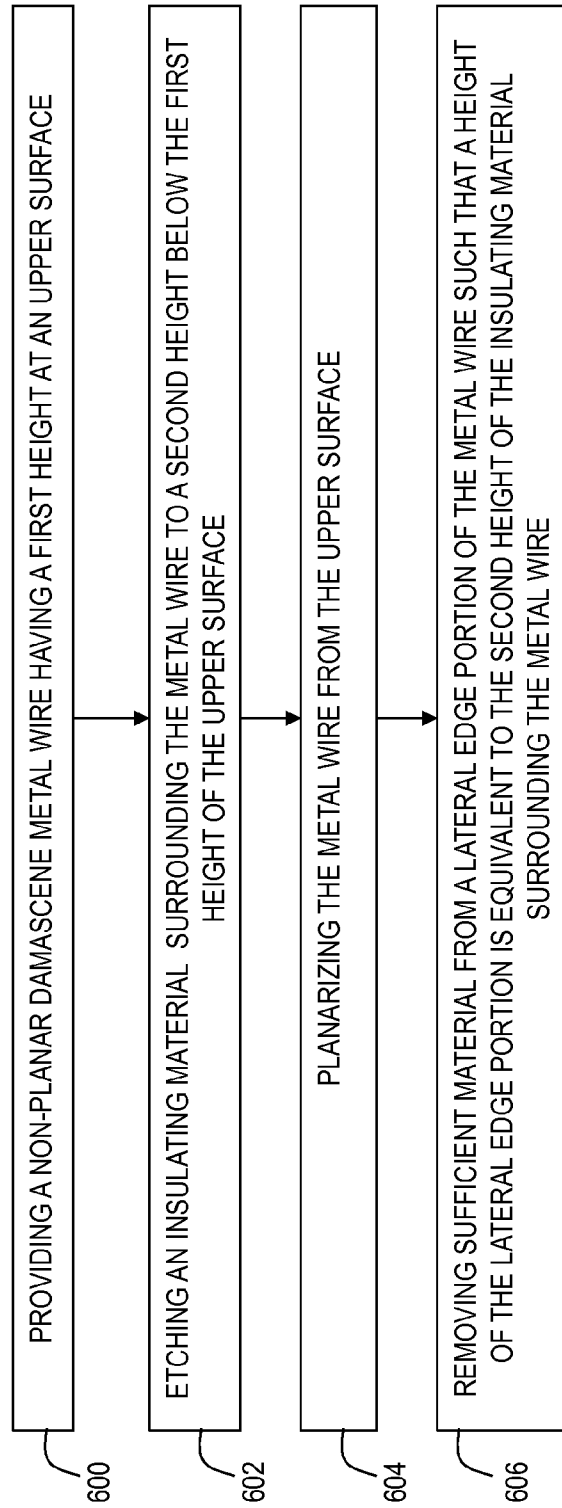 PROVIDING A NON-PLANAR DAMASCENE METAL WIRE HAVING A FIRST HEIGHT AT AN UPPER SURFACE
600
ETCHING AN INSULATING MATERIAL SURROUNDING THE METAL WIRE TO A SECOND HEIGHT BELOW THE FIRST
HEIGHT OF THE UPPER SURFACE
602
PLANARIZING THE METAL WIRE FROM THE UPPER SURFACE
604
REMOVING SUFFICIENT MATERIAL FROM A LATERAL EDGE PORTION OF THE METAL WIRE SUCH THAT A HEIGHT
OF THE LATERAL EDGE PORTION IS EQUIVALENT TO THE SECOND HEIGHT OF THE INSULATING MATERIAL
SURROUNDING THE METAL WIRE
606